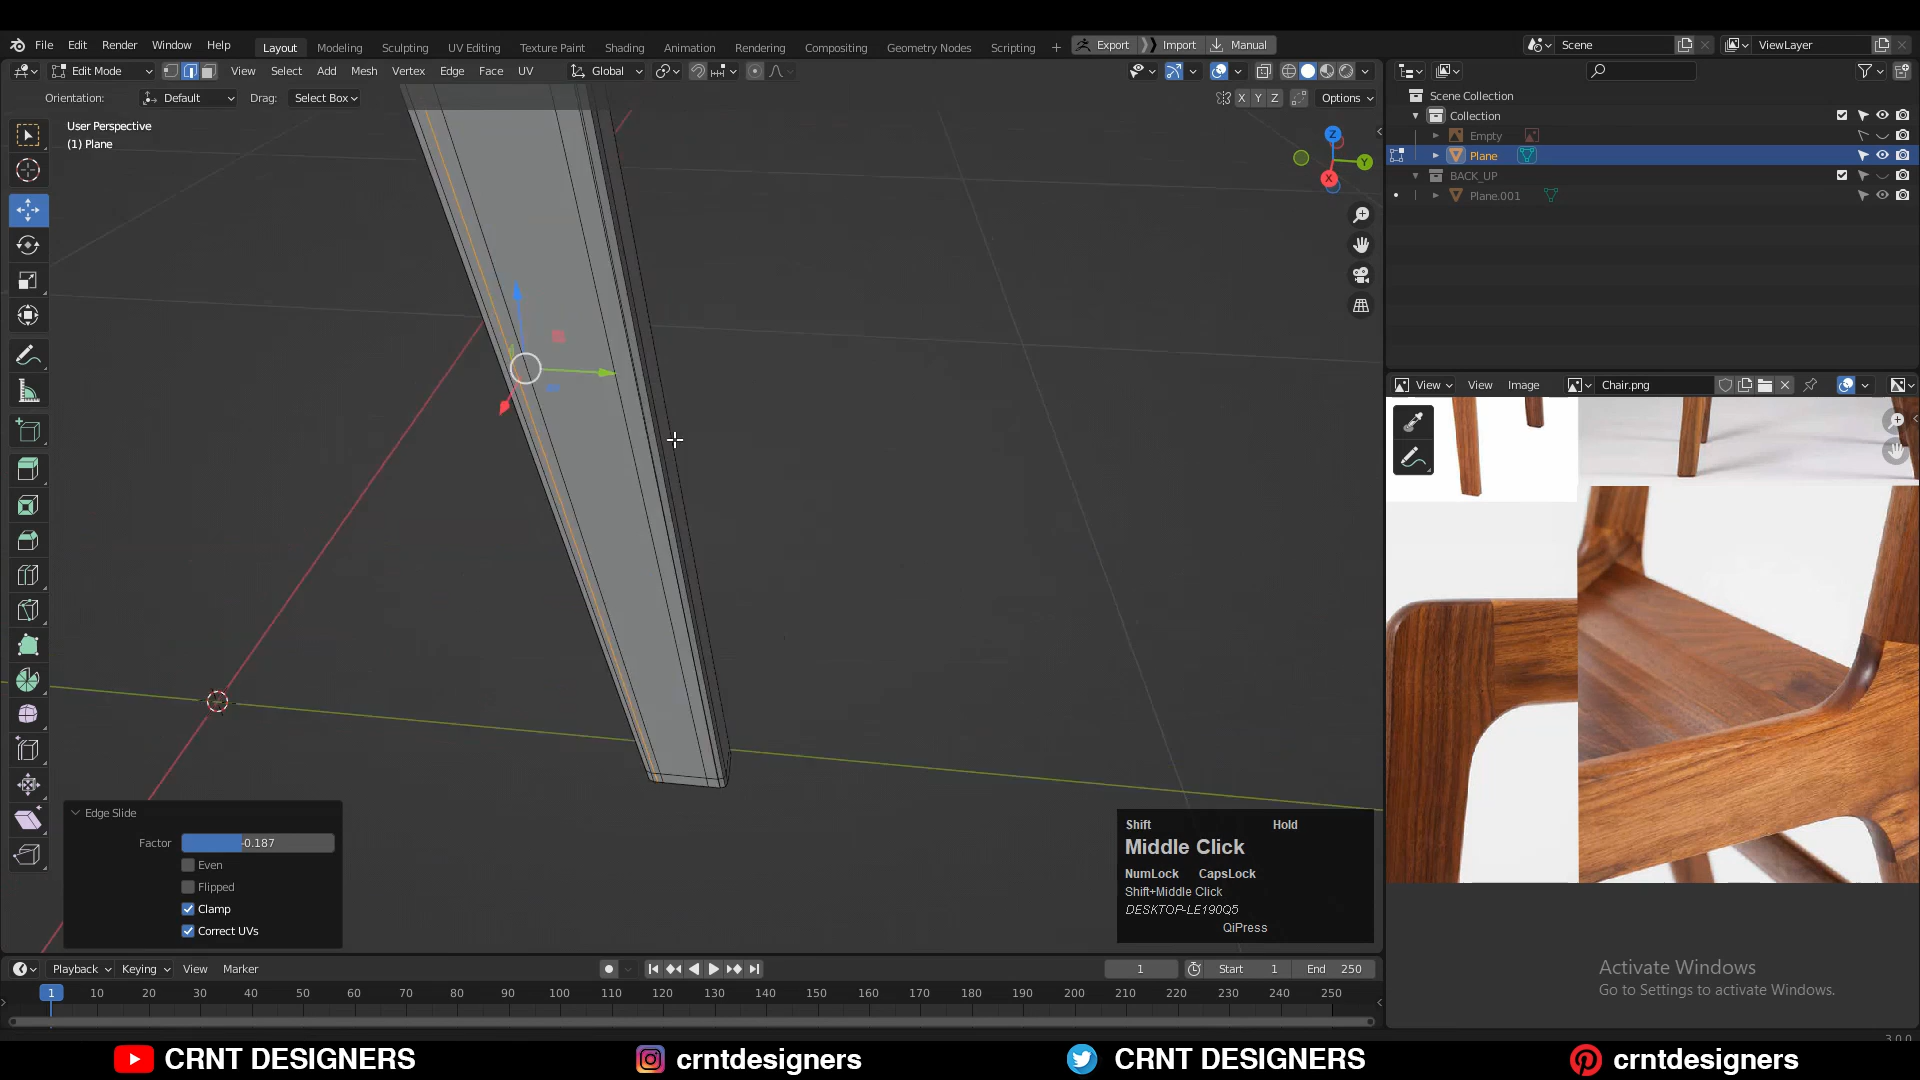 File Edit Render Window Help Layout Modeling Sculpting UV Editing Texture Paint Shading Animation Rendering Compositing Geometry Nodes Scripting + Export Import Manual Scene ViewLayer
Edit Mode View Select Add Mesh Vertex Edge Face UV Global
Orientation: Default Drag: Select Box X Y Z Options
Scene Collection
Collection
Empty
Plane
BACK_UP
Plane.001
User Perspective
(1) Plane
Z
Y
X
View View Image Chair.png
Edge Slide
Factor -0.187
Even
Flipped
Clamp
Correct UVs
Shift Hold
Middle Click
NumLock CapsLock
Shift+Middle Click
DESKTOP-LE190Q5
QiPress
Activate Windows
Go to Settings to activate Windows.
Playback Keying View Marker 1 Start 1 End 250
1 10 20 30 40 50 60 70 80 90 100 110 120 130 140 150 160 170 180 190 200 210 220 230 240 250
3.0.0
CRNT DESIGNERS crntdesigners CRNT DESIGNERS crntdesigners